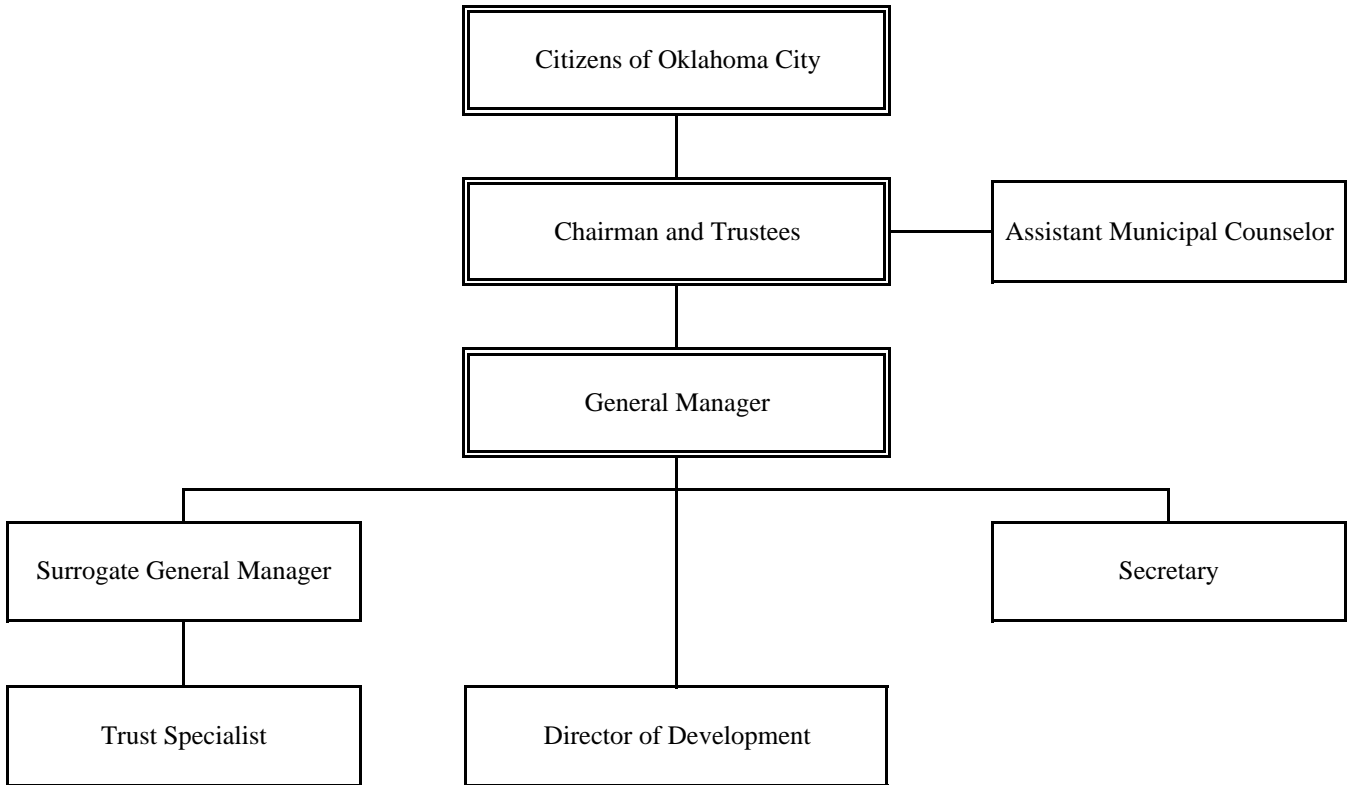 Citizens of Oklahoma City
Chairman and Trustees
Assistant Municipal Counselor
General Manager
Surrogate General Manager
Secretary
Trust Specialist
Director of Development